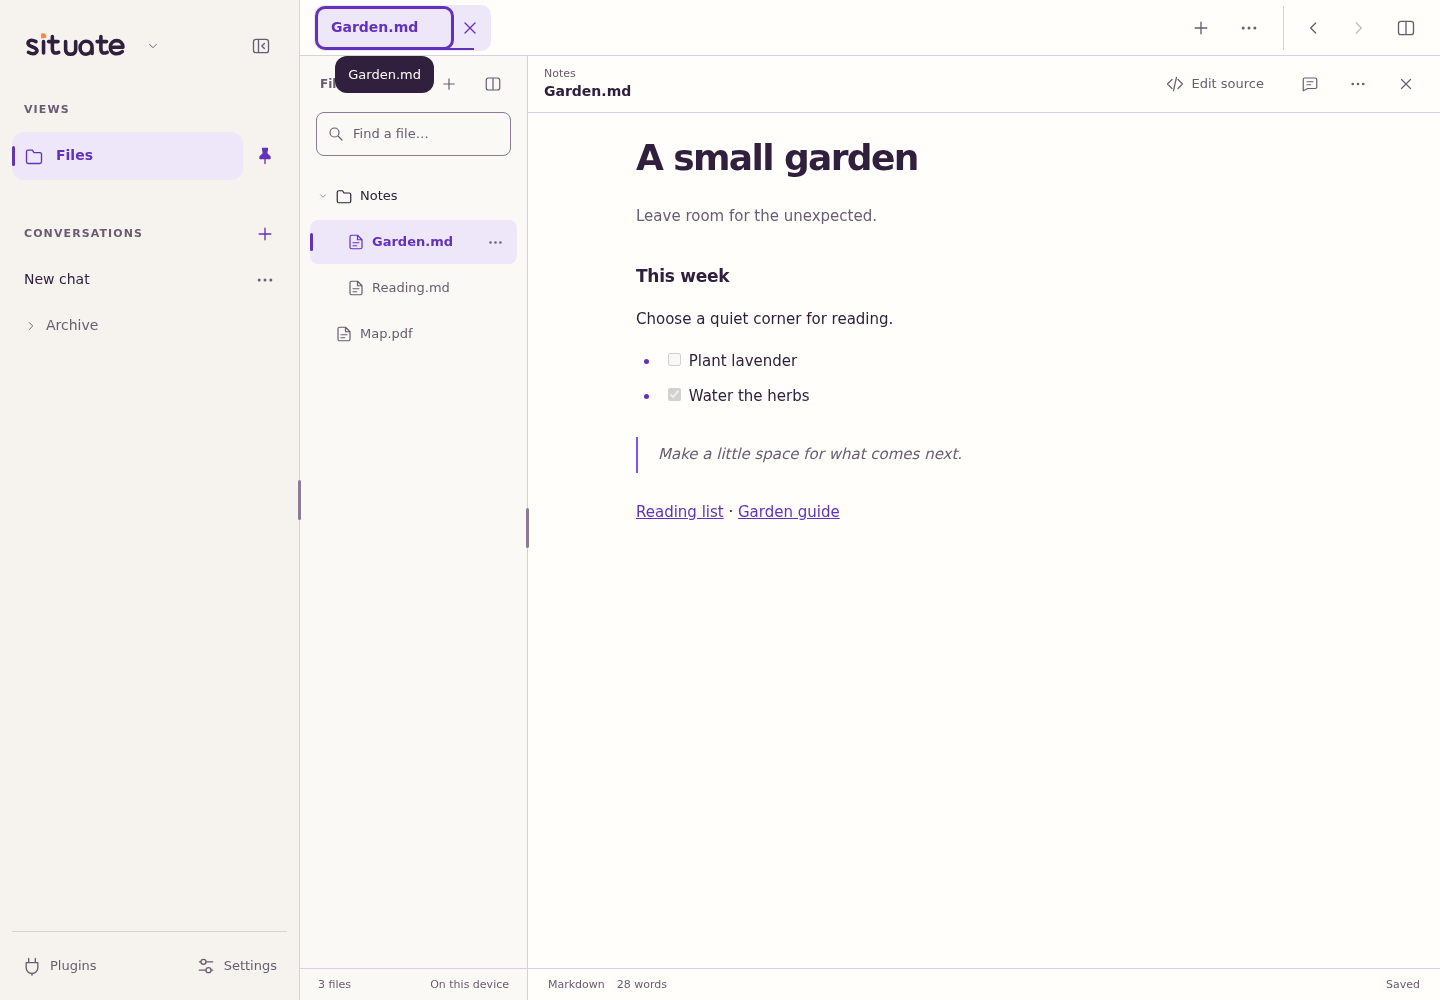 situate
VIEWS
Files
CONVERSATIONS
New chat
Archive
Plugins
Settings
Garden.md
Garden.md
Find a file...
Notes
Garden.md
Reading.md
Map.pdf
3 files
On this device
Notes
Garden.md
Edit source
A small garden
Leave room for the unexpected.
This week
Choose a quiet corner for reading.
Plant lavender
Water the herbs
Make a little space for what comes next.
Reading list · Garden guide
Markdown
28 words
Saved